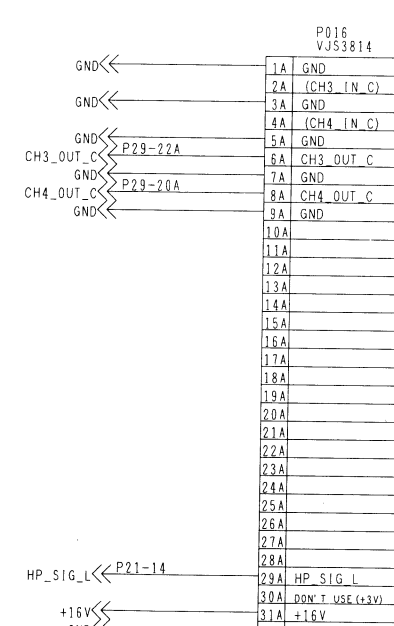 P016
VJS3814
GND 1A GND
2A (CH3_IN_C)
GND 3A GND
4A (CH4_IN_C)
GND 5A GND
CH3_OUT_C P29-22A 6A CH3_OUT_C
GND 7A GND
CH4_OUT_C P29-20A 8A CH4_OUT_C
GND 9A GND
10A
11A
12A
13A
14A
15A
16A
17A
18A
19A
20A
21A
22A
23A
24A
25A
26A
27A
28A
HP_SIG_L P21-14 29A HP_SIG_L
30A DON'T USE(+3V)
+16V 31A +16V